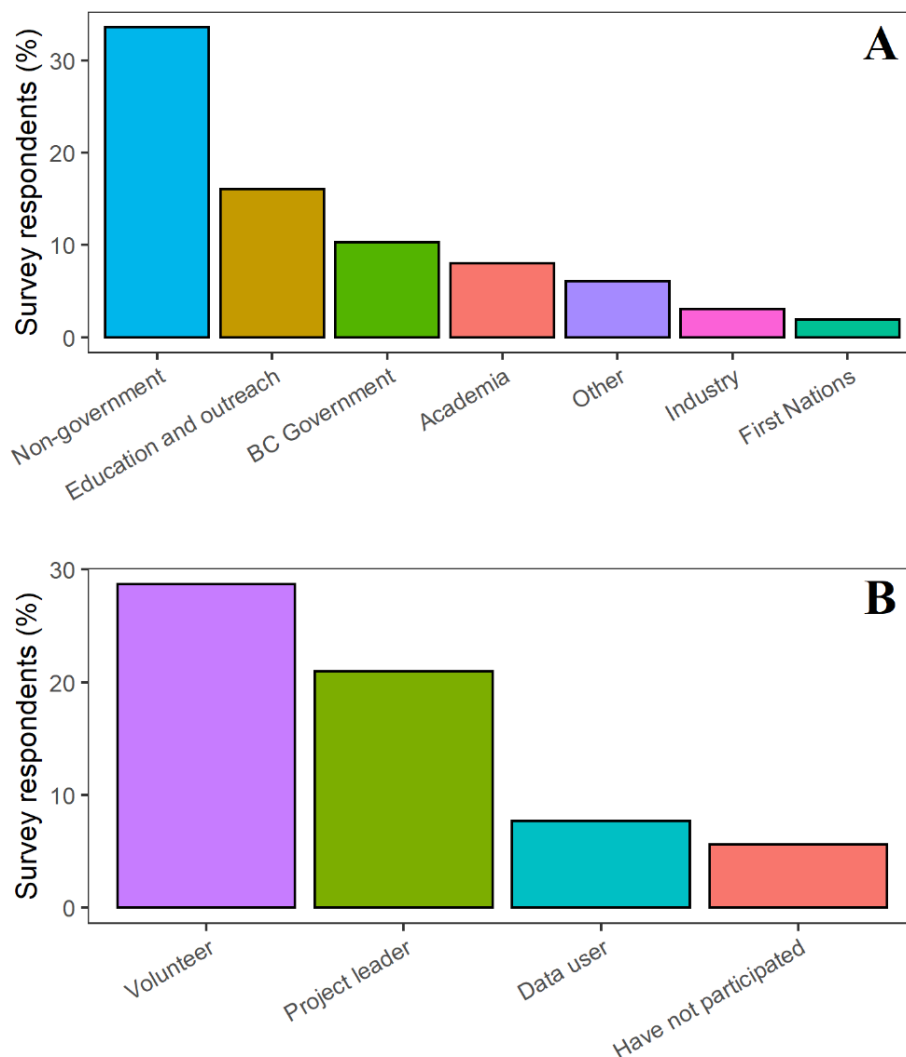 A
Survey respondents (%)
30
20
10
0
Non-government
Education and outreach
BC Government
Academia
Other
Industry
First Nations
B
Survey respondents (%)
30
20
10
0
Volunteer
Project leader
Data user
Have not participated